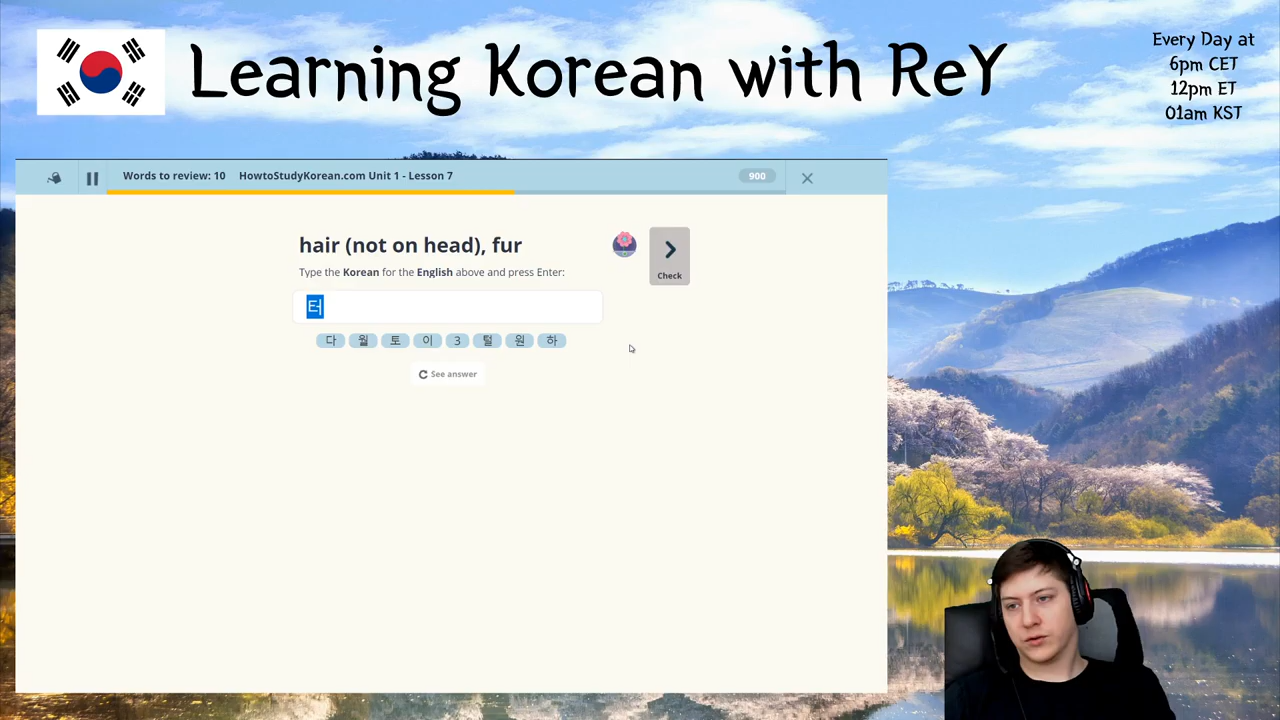 Learning Korean with ReY
Every Day at
6pm CET
12pm ET
01am KST
Words to review: 10 HowtoStudyKorean.com Unit 1 - Lesson 7
900
hair (not on head), fur
Type the Korean for the English above and press Enter:
Check
터
다 월 토 이 3 털 원 하
See answer